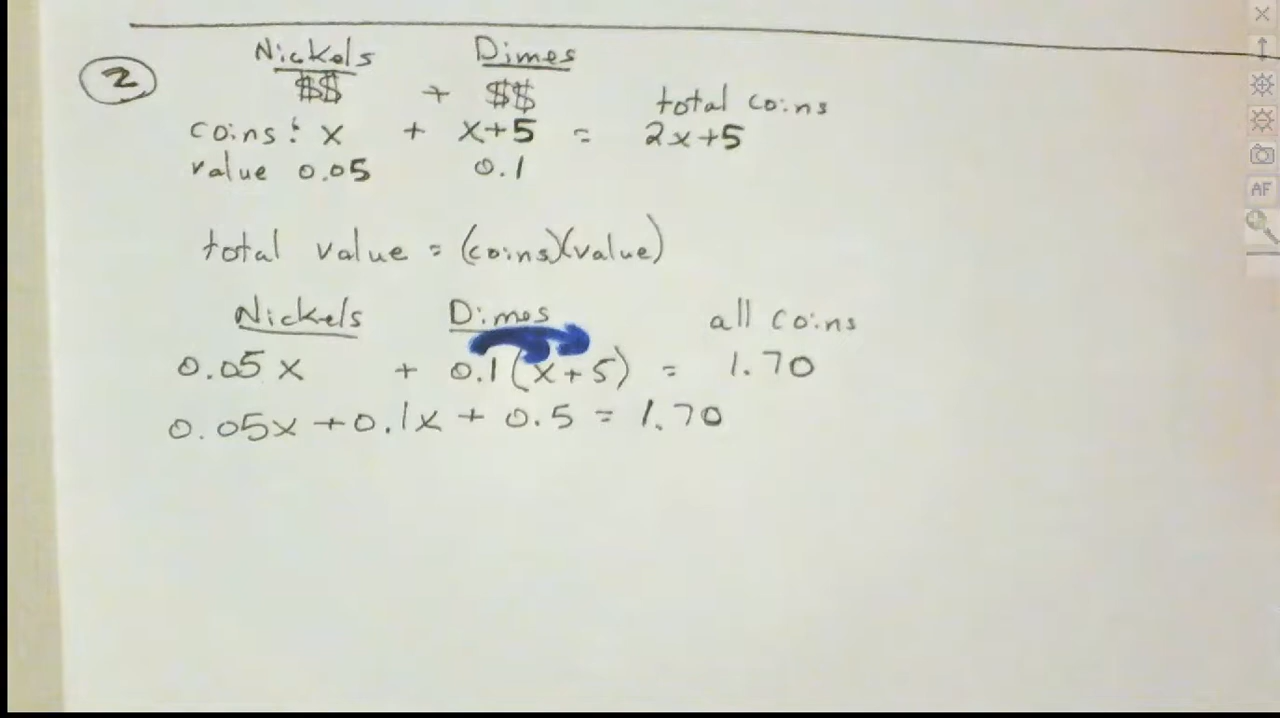 2
Nickels Dimes
$$ + $$ total coins
coins: x + x+5 = 2x+5
value 0.05 0.1
total value = (coins)(value)
Nickels Dimes all coins
0.05x + 0.1(x+5) = 1.70
0.05x + 0.1x + 0.5 = 1.70
AF